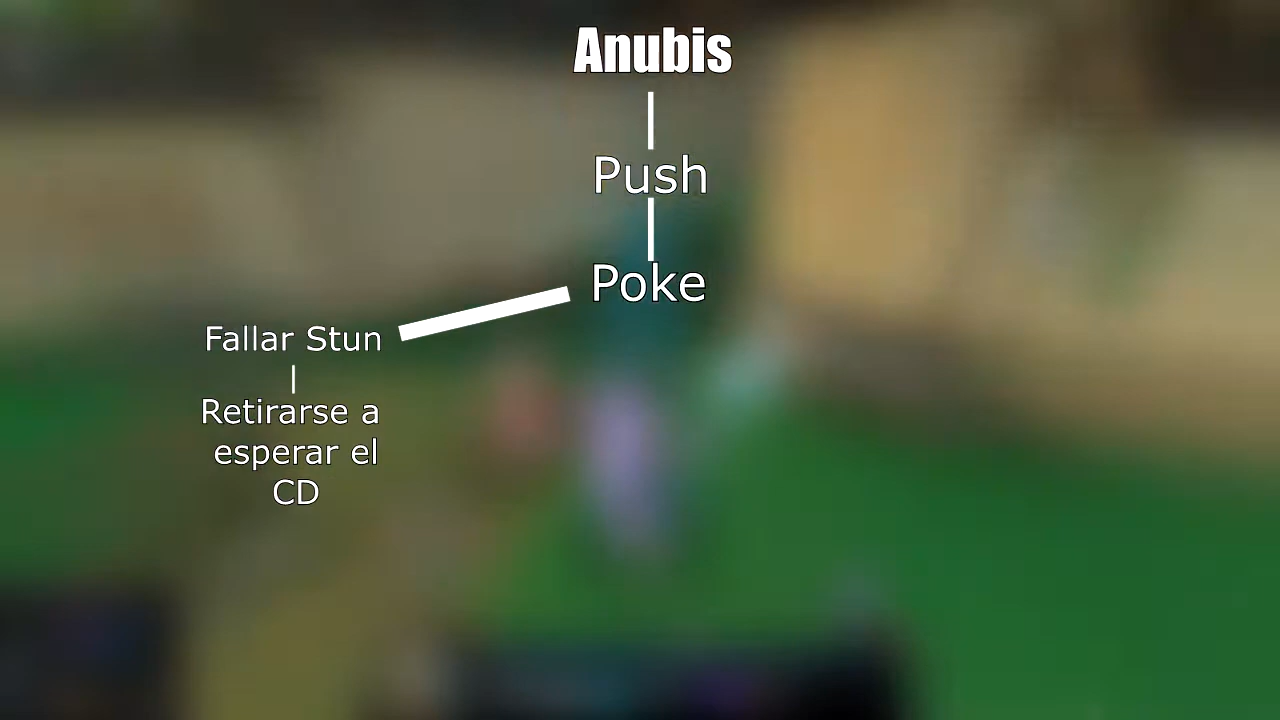 Anubis
Push
Poke
Fallar Stun
Retirarse a
esperar el
CD